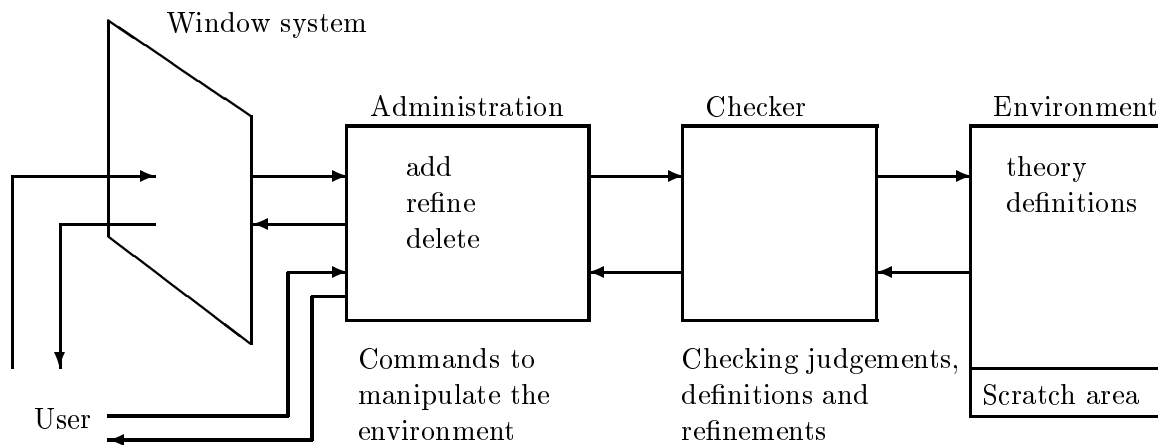 Window system
Administration
Checker
Environment
add
refine
delete
theory
definitions
Commands to
manipulate the
environment
Checking judgements,
definitions and
refinements
Scratch area
User